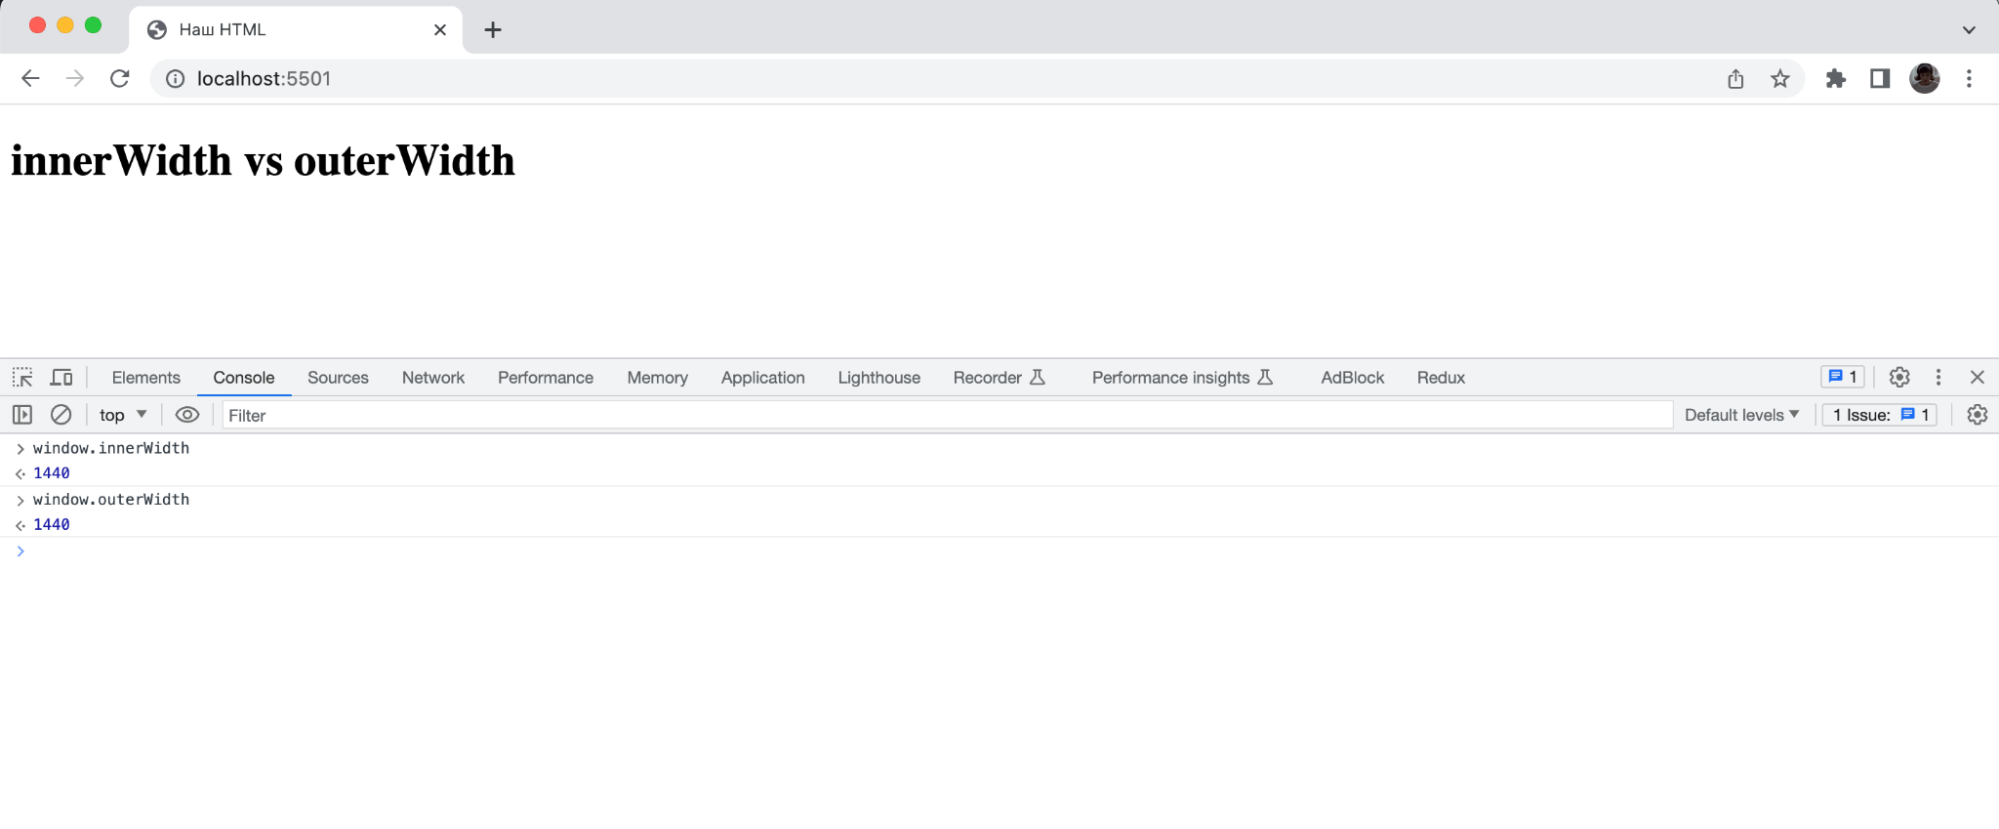 Наш HTML
localhost:5501
innerWidth vs outerWidth
Elements Console Sources Network Performance Memory Application Lighthouse Recorder Performance insights AdBlock Redux 1
top Filter Default levels 1 Issue: 1
window.innerWidth
1440
window.outerWidth
1440